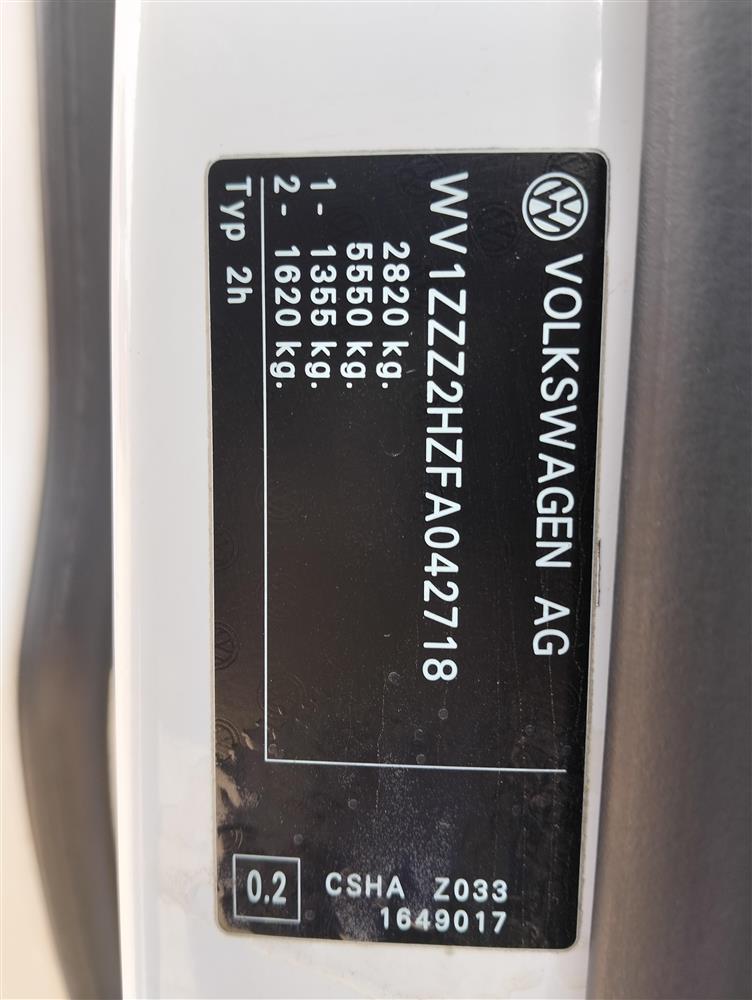 VOLKSWAGEN AG
WV1ZZZ2HZFA042718
2820 kg.
5550 kg.
1- 1355 kg.
2- 1620 kg.
Typ 2h
0.2
CSHA Z033
1649017